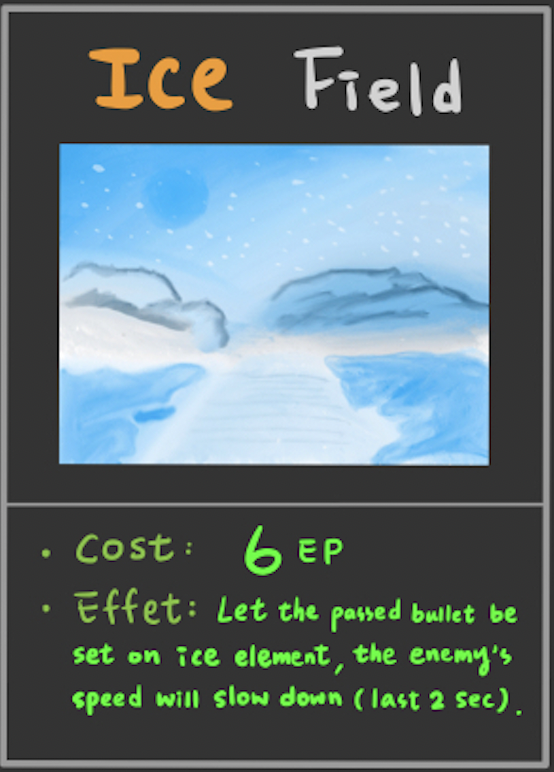 Ice Field
• Cost: 6 EP
• Effet: Let the passed bullet be
set on ice element, the enemy's
speed will slow down (last 2 sec).